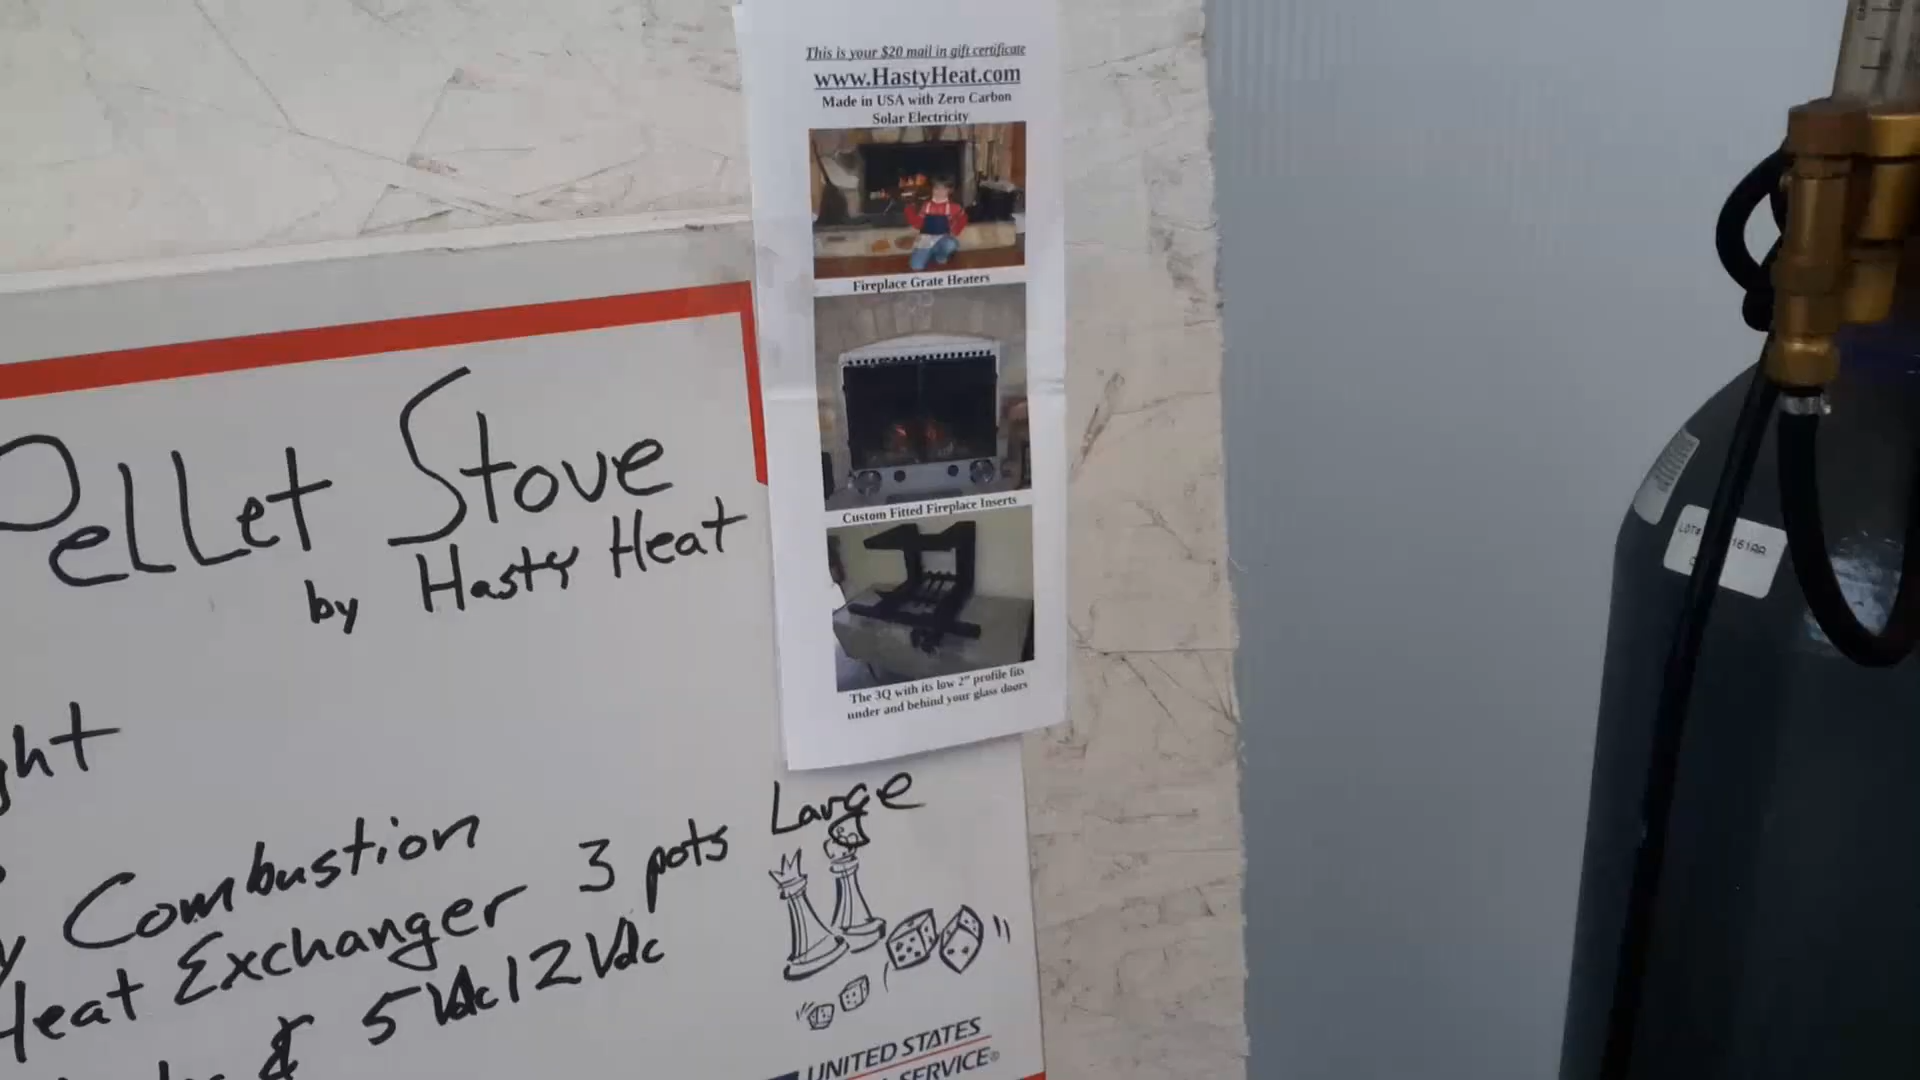 This is your $20 mail in gift certificate
www.HastyHeat.com
Made in USA with Zero Carbon
Solar Electricity
Fireplace Grate Heaters
Custom Fitted Fireplace Inserts
The 3Q with its low 2" profile fits
under and behind your glass doors
Pellet Stove
by Hasty Heat
ght
y Combustion
Heat Exchanger 3 pots Large
& 5Vdc 12Vdc
UNITED STATES
SERVICE®
LOT# 161AA